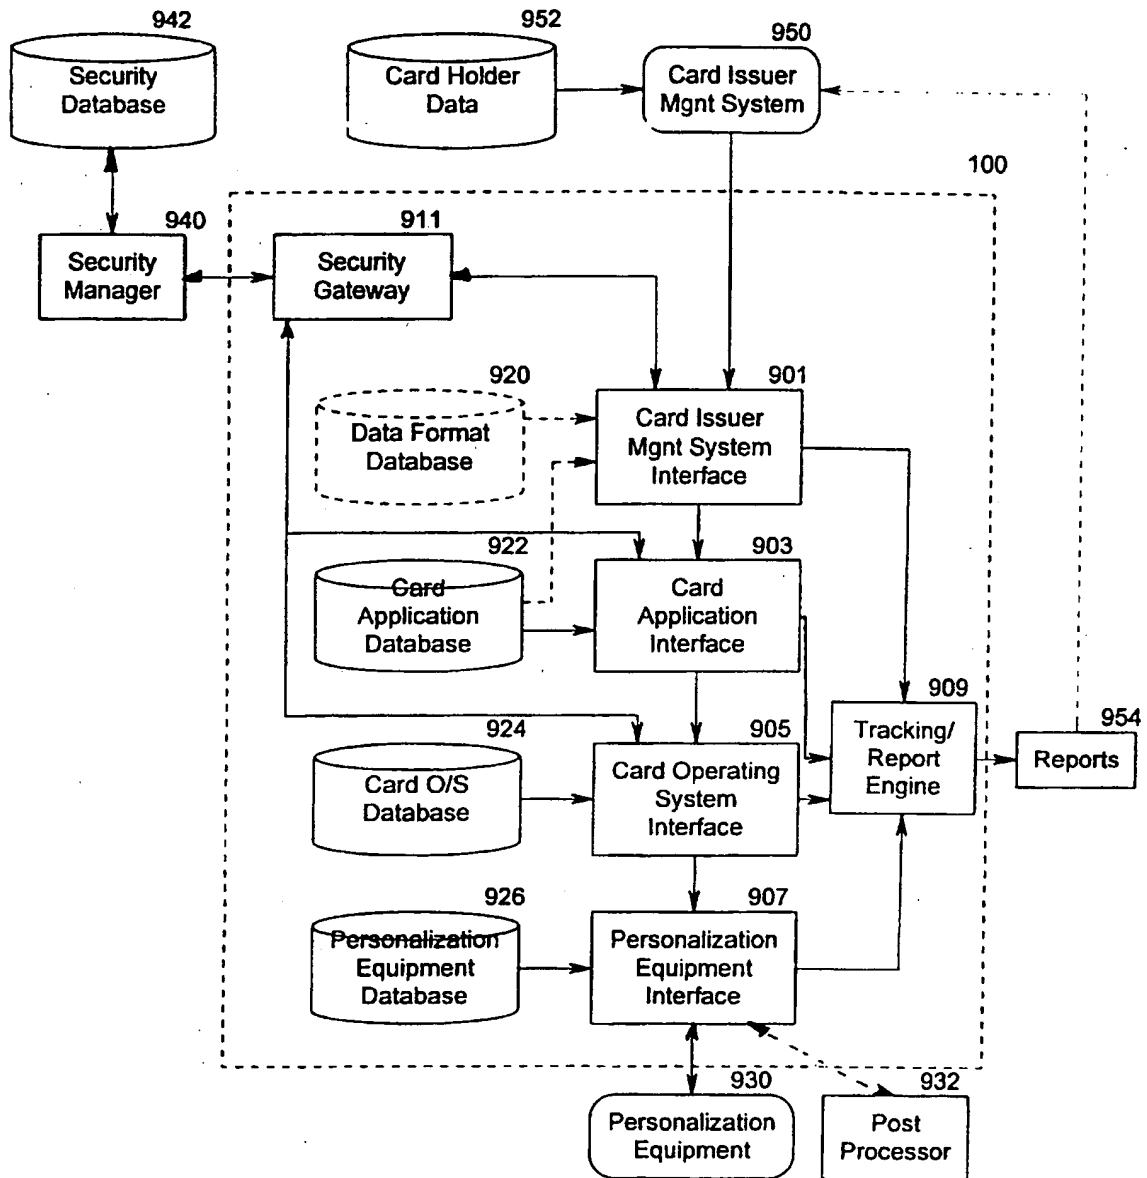 942
Security
Database
952
Card Holder
Data
950
Card Issuer
Mgnt System
100
940
Security
Manager
911
Security
Gateway
920
Data Format
Database
901
Card Issuer
Mgnt System
Interface
922
Card
Application
Database
903
Card
Application
Interface
924
Card O/S
Database
905
Card Operating
System
Interface
909
Tracking/
Report
Engine
954
Reports
926
Personalization
Equipment
Database
907
Personalization
Equipment
Interface
930
Personalization
Equipment
932
Post
Processor